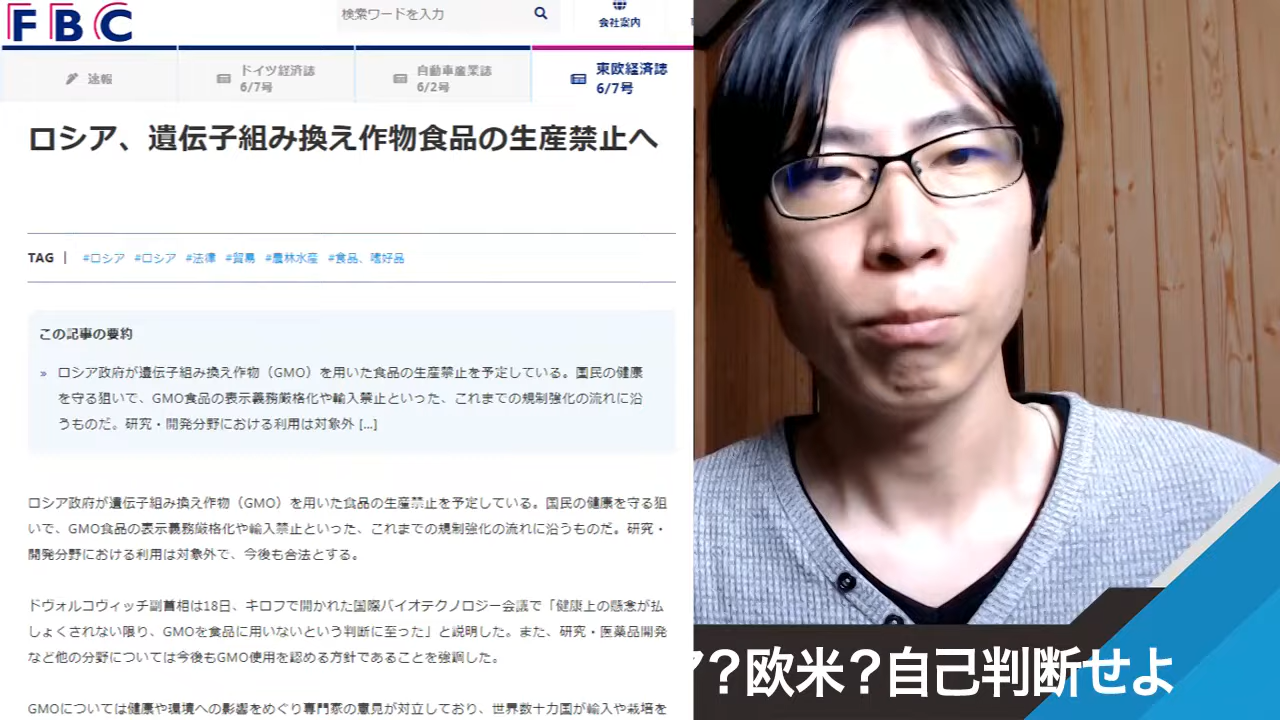 FBC
検索ワードを入力
会社案内
速報
ドイツ経済誌
6/7号
自動車産業誌
6/2号
東欧経済誌
6/7号
ロシア、遺伝子組み換え作物食品の生産禁止へ
TAG | #ロシア #ロシア #法律 #貿易 #農林水産 #食品、嗜好品
この記事の要約
» ロシア政府が遺伝子組み換え作物（GMO）を用いた食品の生産禁止を予定している。国民の健康
を守る狙いで、GMO食品の表示義務厳格化や輸入禁止といった、これまでの規制強化の流れに沿
うものだ。研究・開発分野における利用は対象外 [...]
ロシア政府が遺伝子組み換え作物（GMO）を用いた食品の生産禁止を予定している。国民の健康を守る狙
いで、GMO食品の表示義務厳格化や輸入禁止といった、これまでの規制強化の流れに沿うものだ。研究・
開発分野における利用は対象外で、今後も合法とする。
ドヴォルコヴィッチ副首相は18日、キロフで開かれた国際バイオテクノロジー会議で「健康上の懸念が払
しょくされない限り、GMOを食品に用いないという判断に至った」と説明した。また、研究・医薬品開発
など他の分野については今後もGMO使用を認める方針であることを強調した。
GMOについては健康や環境への影響をめぐり専門家の意見が対立しており、世界数十力国が輸入や栽培を
?欧米?自己判断せよ